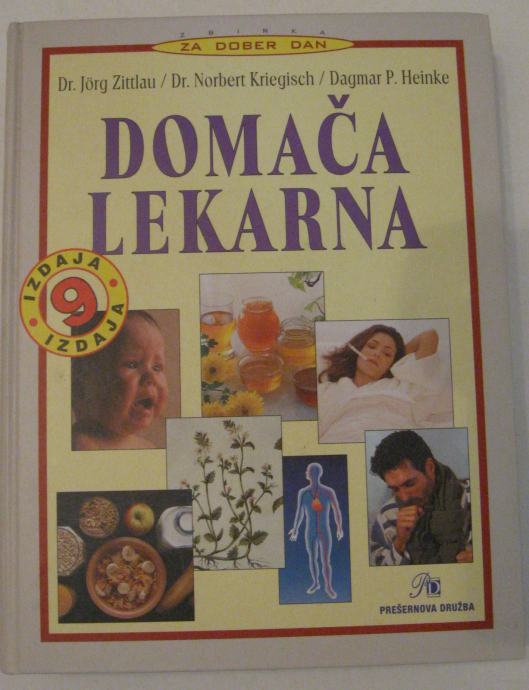 ZBIRKA
ZA DOBER DAN
Dr. Jörg Zittlau / Dr. Norbert Kriegisch / Dagmar P. Heinke
DOMAČA
LEKARNA
IZDAJA
9
IZDAJA
PD
PREŠERNOVA DRUŽBA